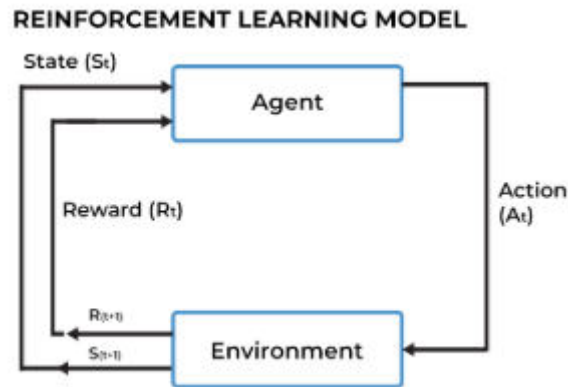 REINFORCEMENT LEARNING MODEL
State (St)
Agent
Reward (Rt)
Action
(At)
R(t+1)
S(t+1)
Environment